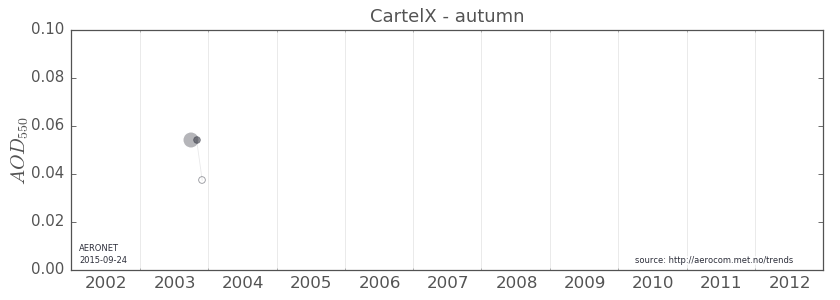 CartelX - autumn
0.10
0.08
0.06
0.04
0.02
0.00
AOD550
AERONET
2015-09-24
source: http://aerocom.met.no/trends
2002 2003 2004 2005 2006 2007 2008 2009 2010 2011 2012